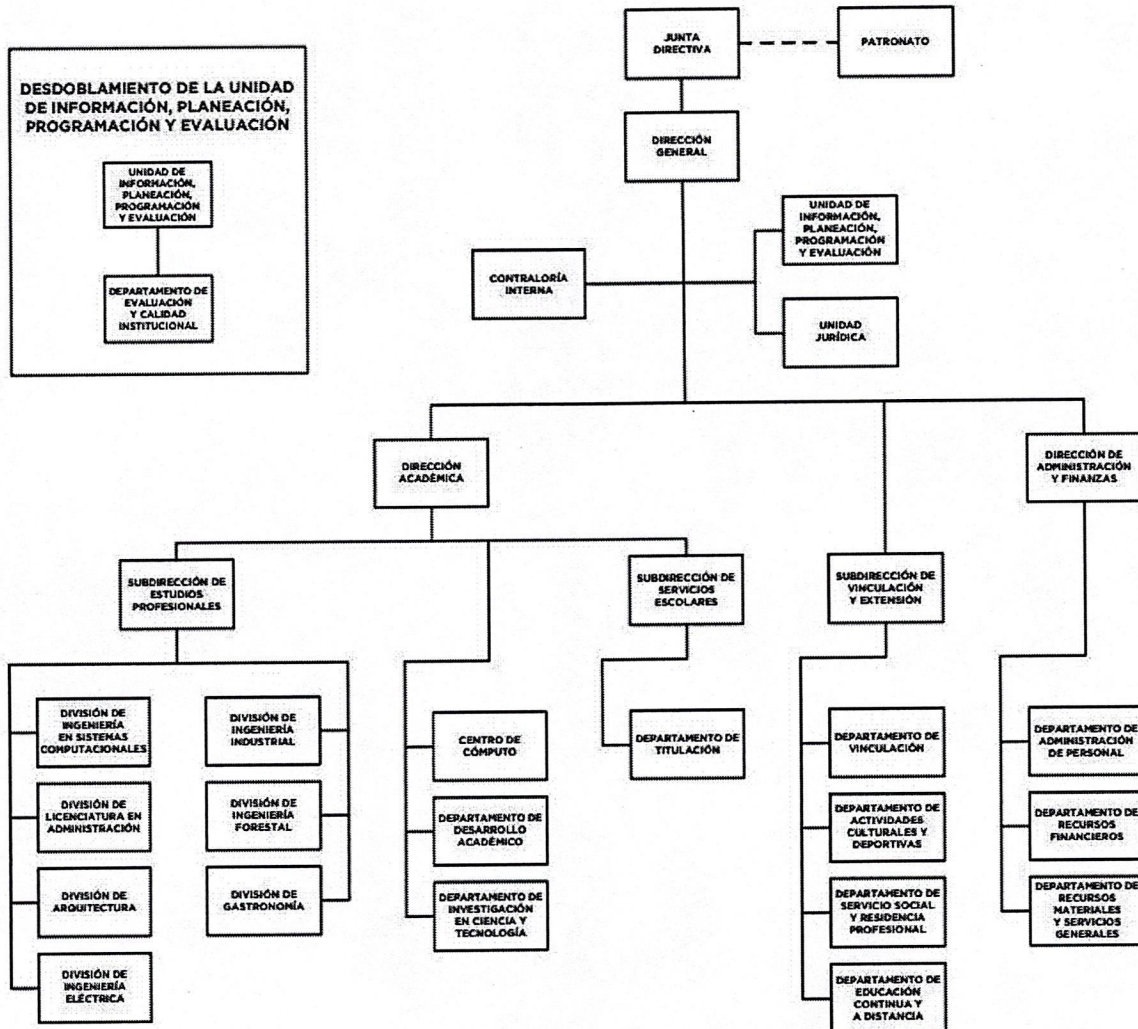 JUNTA
DIRECTIVA
PATRONATO
DESDOBLAMIENTO DE LA UNIDAD
DE INFORMACIÓN, PLANEACIÓN,
PROGRAMACIÓN Y EVALUACIÓN
UNIDAD DE
INFORMACIÓN,
PLANEACIÓN,
PROGRAMACIÓN
Y EVALUACIÓN
DEPARTAMENTO DE
EVALUACIÓN
Y CALIDAD
INSTITUCIONAL
DIRECCIÓN
GENERAL
UNIDAD DE
INFORMACIÓN,
PLANEACIÓN,
PROGRAMACIÓN
Y EVALUACIÓN
CONTRALORÍA
INTERNA
UNIDAD
JURÍDICA
DIRECCIÓN
ACADÉMICA
DIRECCIÓN DE
ADMINISTRACIÓN
Y FINANZAS
SUBDIRECCIÓN DE
ESTUDIOS
PROFESIONALES
SUBDIRECCIÓN DE
SERVICIOS
ESCOLARES
SUBDIRECCIÓN DE
VINCULACIÓN
Y EXTENSIÓN
DIVISIÓN DE
INGENIERÍA
EN SISTEMAS
COMPUTACIONALES
DIVISIÓN DE
INGENIERÍA
INDUSTRIAL
CENTRO DE
CÓMPUTO
DEPARTAMENTO DE
TITULACIÓN
DEPARTAMENTO DE
VINCULACIÓN
DEPARTAMENTO DE
ADMINISTRACIÓN
DE PERSONAL
DIVISIÓN DE
LICENCIATURA EN
ADMINISTRACIÓN
DIVISIÓN DE
INGENIERÍA
FORESTAL
DEPARTAMENTO DE
DESARROLLO
ACADÉMICO
DEPARTAMENTO DE
ACTIVIDADES
CULTURALES Y
DEPORTIVAS
DEPARTAMENTO DE
RECURSOS
FINANCIEROS
DIVISIÓN DE
ARQUITECTURA
DIVISIÓN DE
GASTRONOMÍA
DEPARTAMENTO DE
INVESTIGACIÓN
EN CIENCIA Y
TECNOLOGÍA
DEPARTAMENTO DE
SERVICIO SOCIAL
Y RESIDENCIA
PROFESIONAL
DEPARTAMENTO DE
RECURSOS
MATERIALES
Y SERVICIOS
GENERALES
DIVISIÓN DE
INGENIERÍA
ELÉCTRICA
DEPARTAMENTO DE
EDUCACIÓN
CONTINUA Y
A DISTANCIA